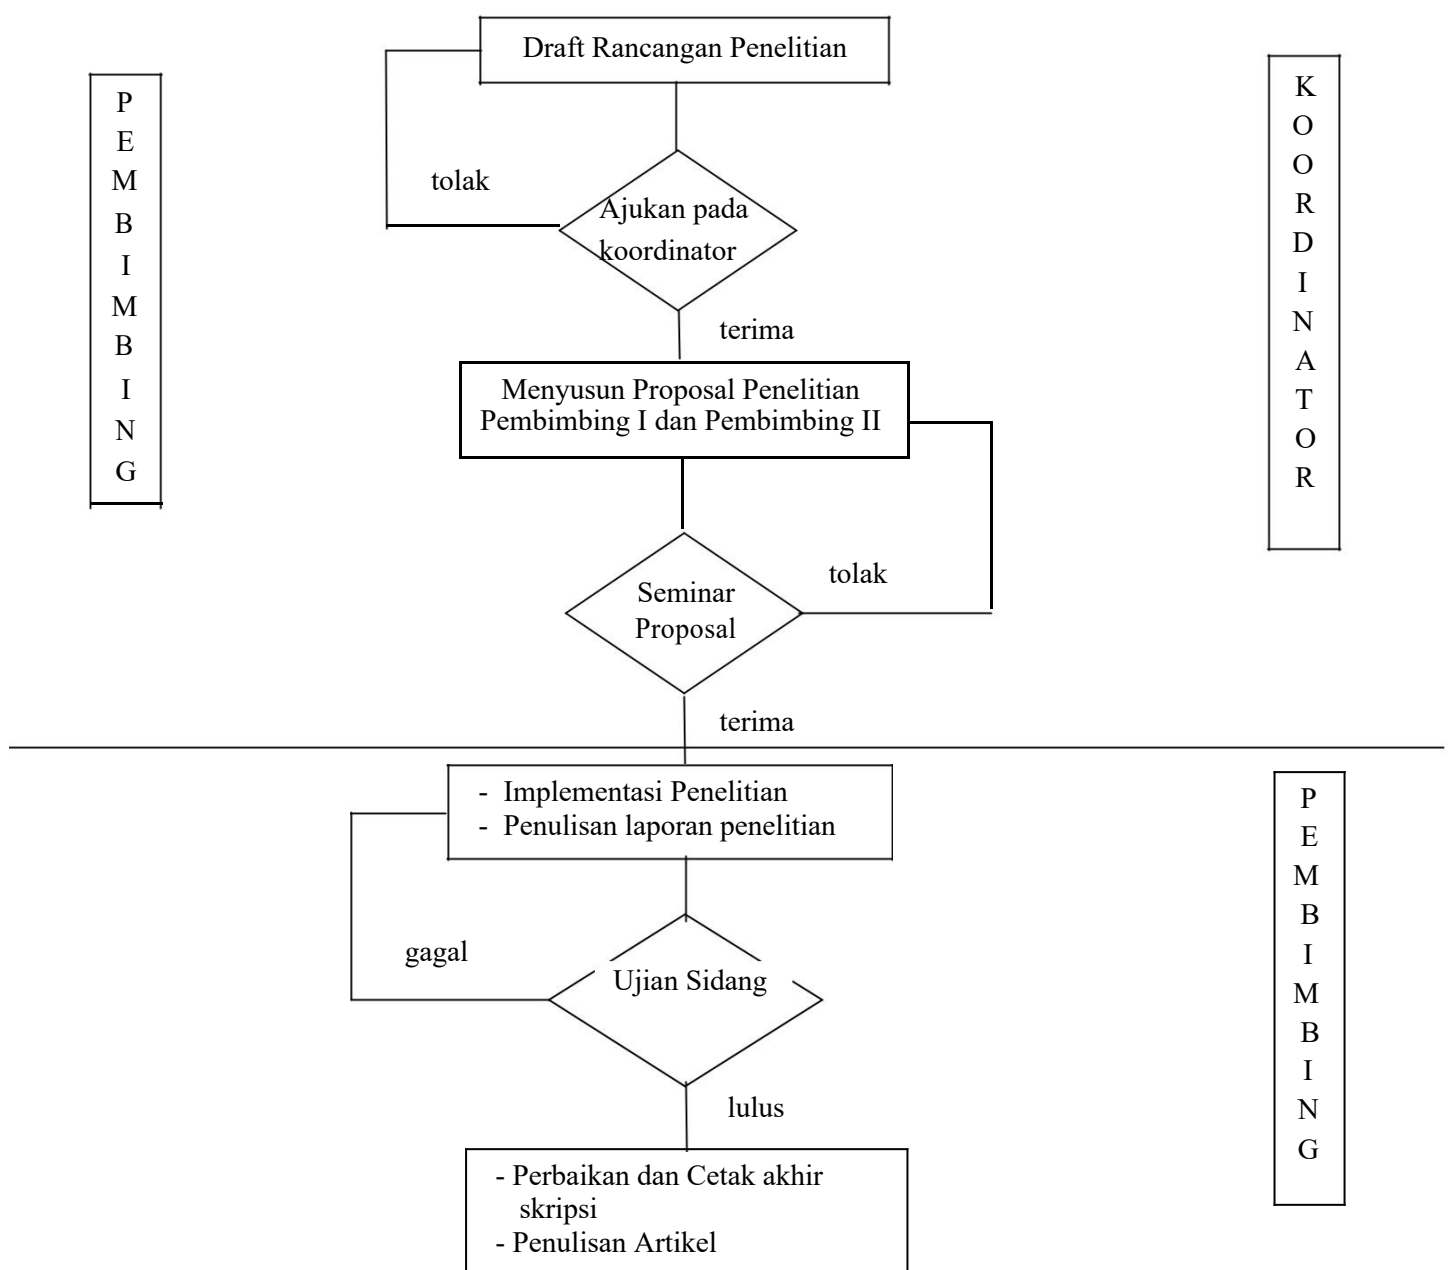 Draft Rancangan Penelitian
P
E
M
B
I
M
B
I
N
G
K
O
O
R
D
I
N
A
T
O
R
tolak
Ajukan pada
koordinator
terima
Menyusun Proposal Penelitian
Pembimbing I dan Pembimbing II
tolak
Seminar
Proposal
terima
- Implementasi Penelitian
- Penulisan laporan penelitian
P
E
M
B
I
M
B
I
N
G
gagal
Ujian Sidang
lulus
- Perbaikan dan Cetak akhir
skripsi
- Penulisan Artikel